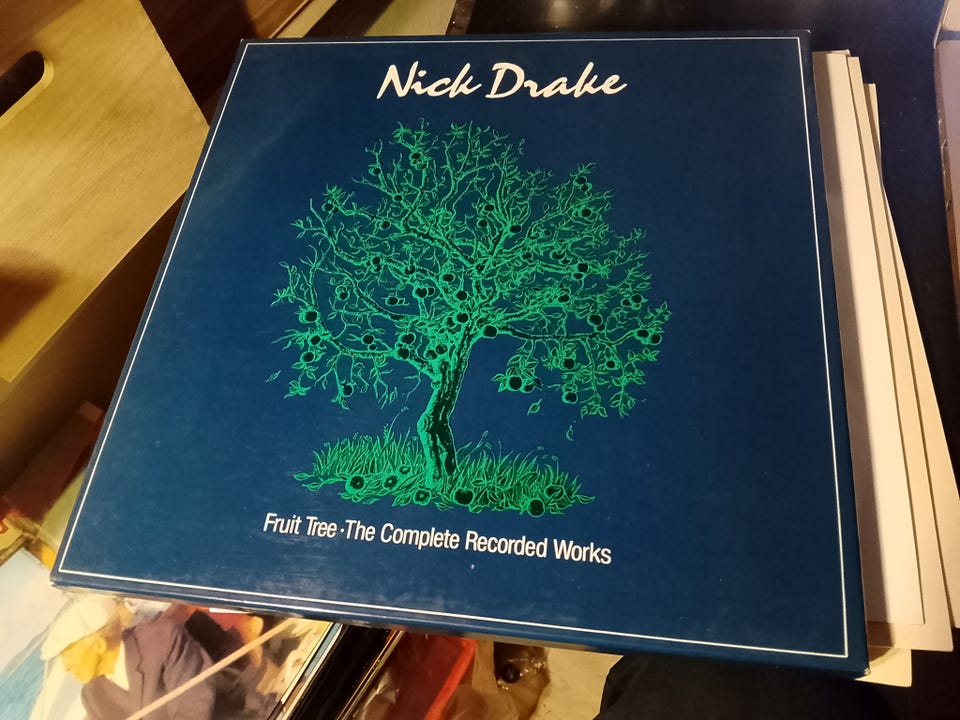 Nick Drake
Fruit Tree · The Complete Recorded Works